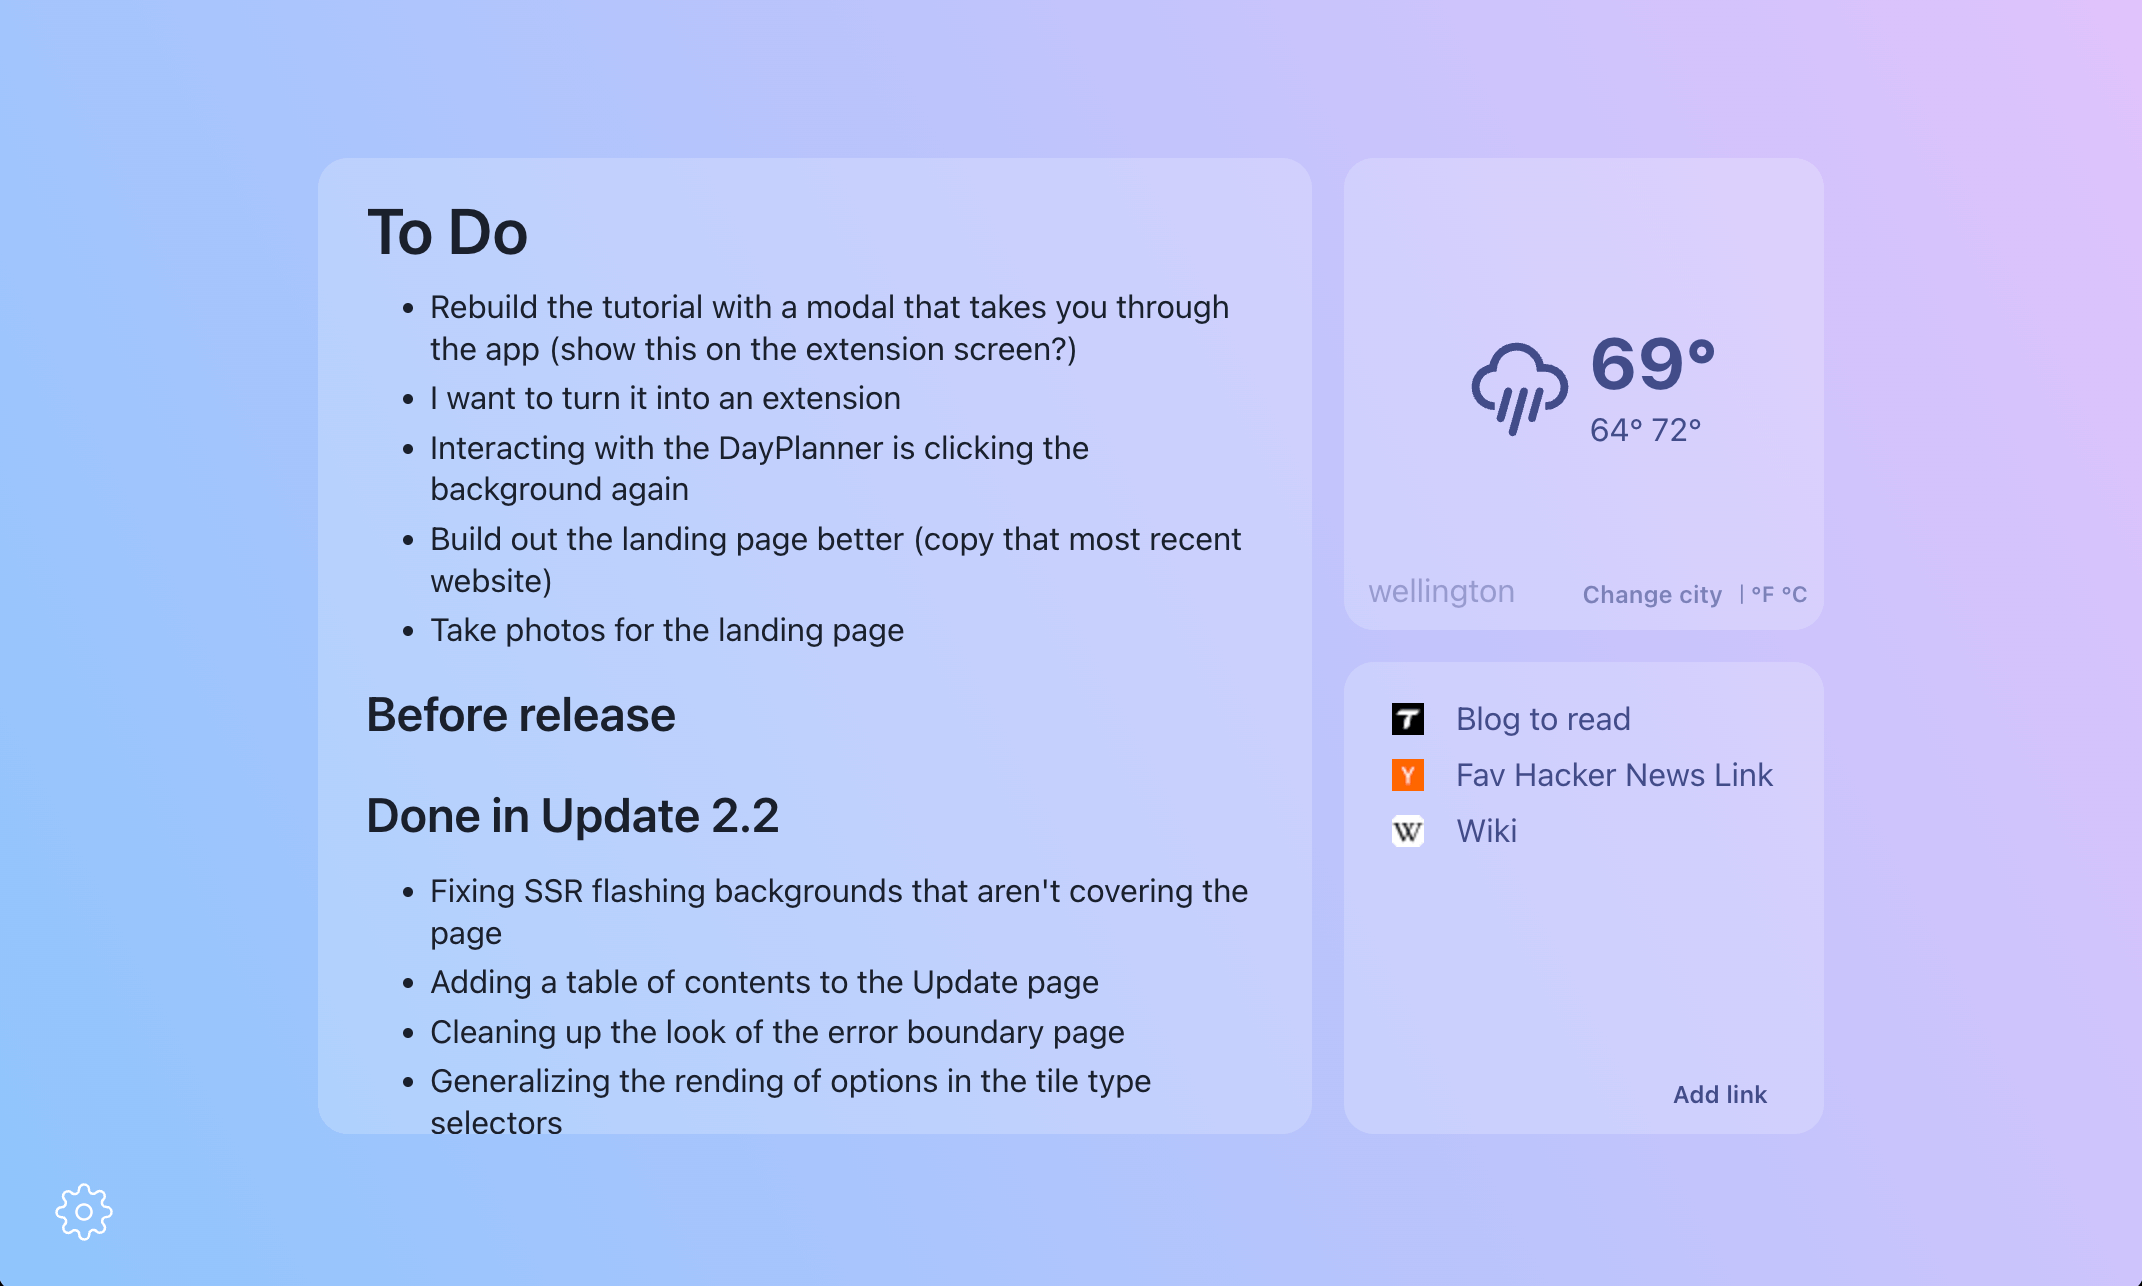 To Do
Rebuild the tutorial with a modal that takes you through
the app (show this on the extension screen?)
I want to turn it into an extension
Interacting with the DayPlanner is clicking the
background again
Build out the landing page better (copy that most recent
website)
Take photos for the landing page
Before release
Done in Update 2.2
Fixing SSR flashing backgrounds that aren't covering the
page
Adding a table of contents to the Update page
Cleaning up the look of the error boundary page
Generalizing the rending of options in the tile type
selectors
69°
64° 72°
wellington
Change city | °F °C
T Blog to read
Y Fav Hacker News Link
W Wiki
Add link